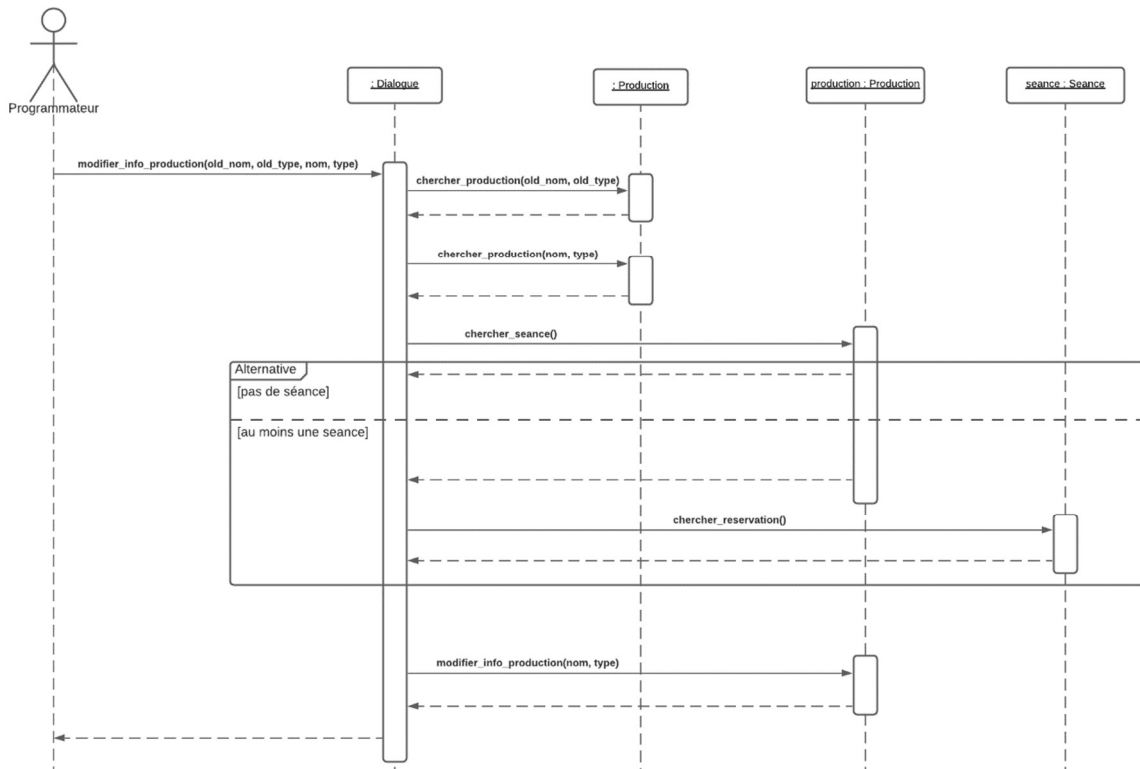 Programmateur
: Dialogue
: Production
production : Production
seance : Seance
modifier_info_production(old_nom, old_type, nom, type)
chercher_production(old_nom, old_type)
chercher_production(nom, type)
chercher_seance()
Alternative
[pas de séance]
[au moins une seance]
chercher_reservation()
modifier_info_production(nom, type)